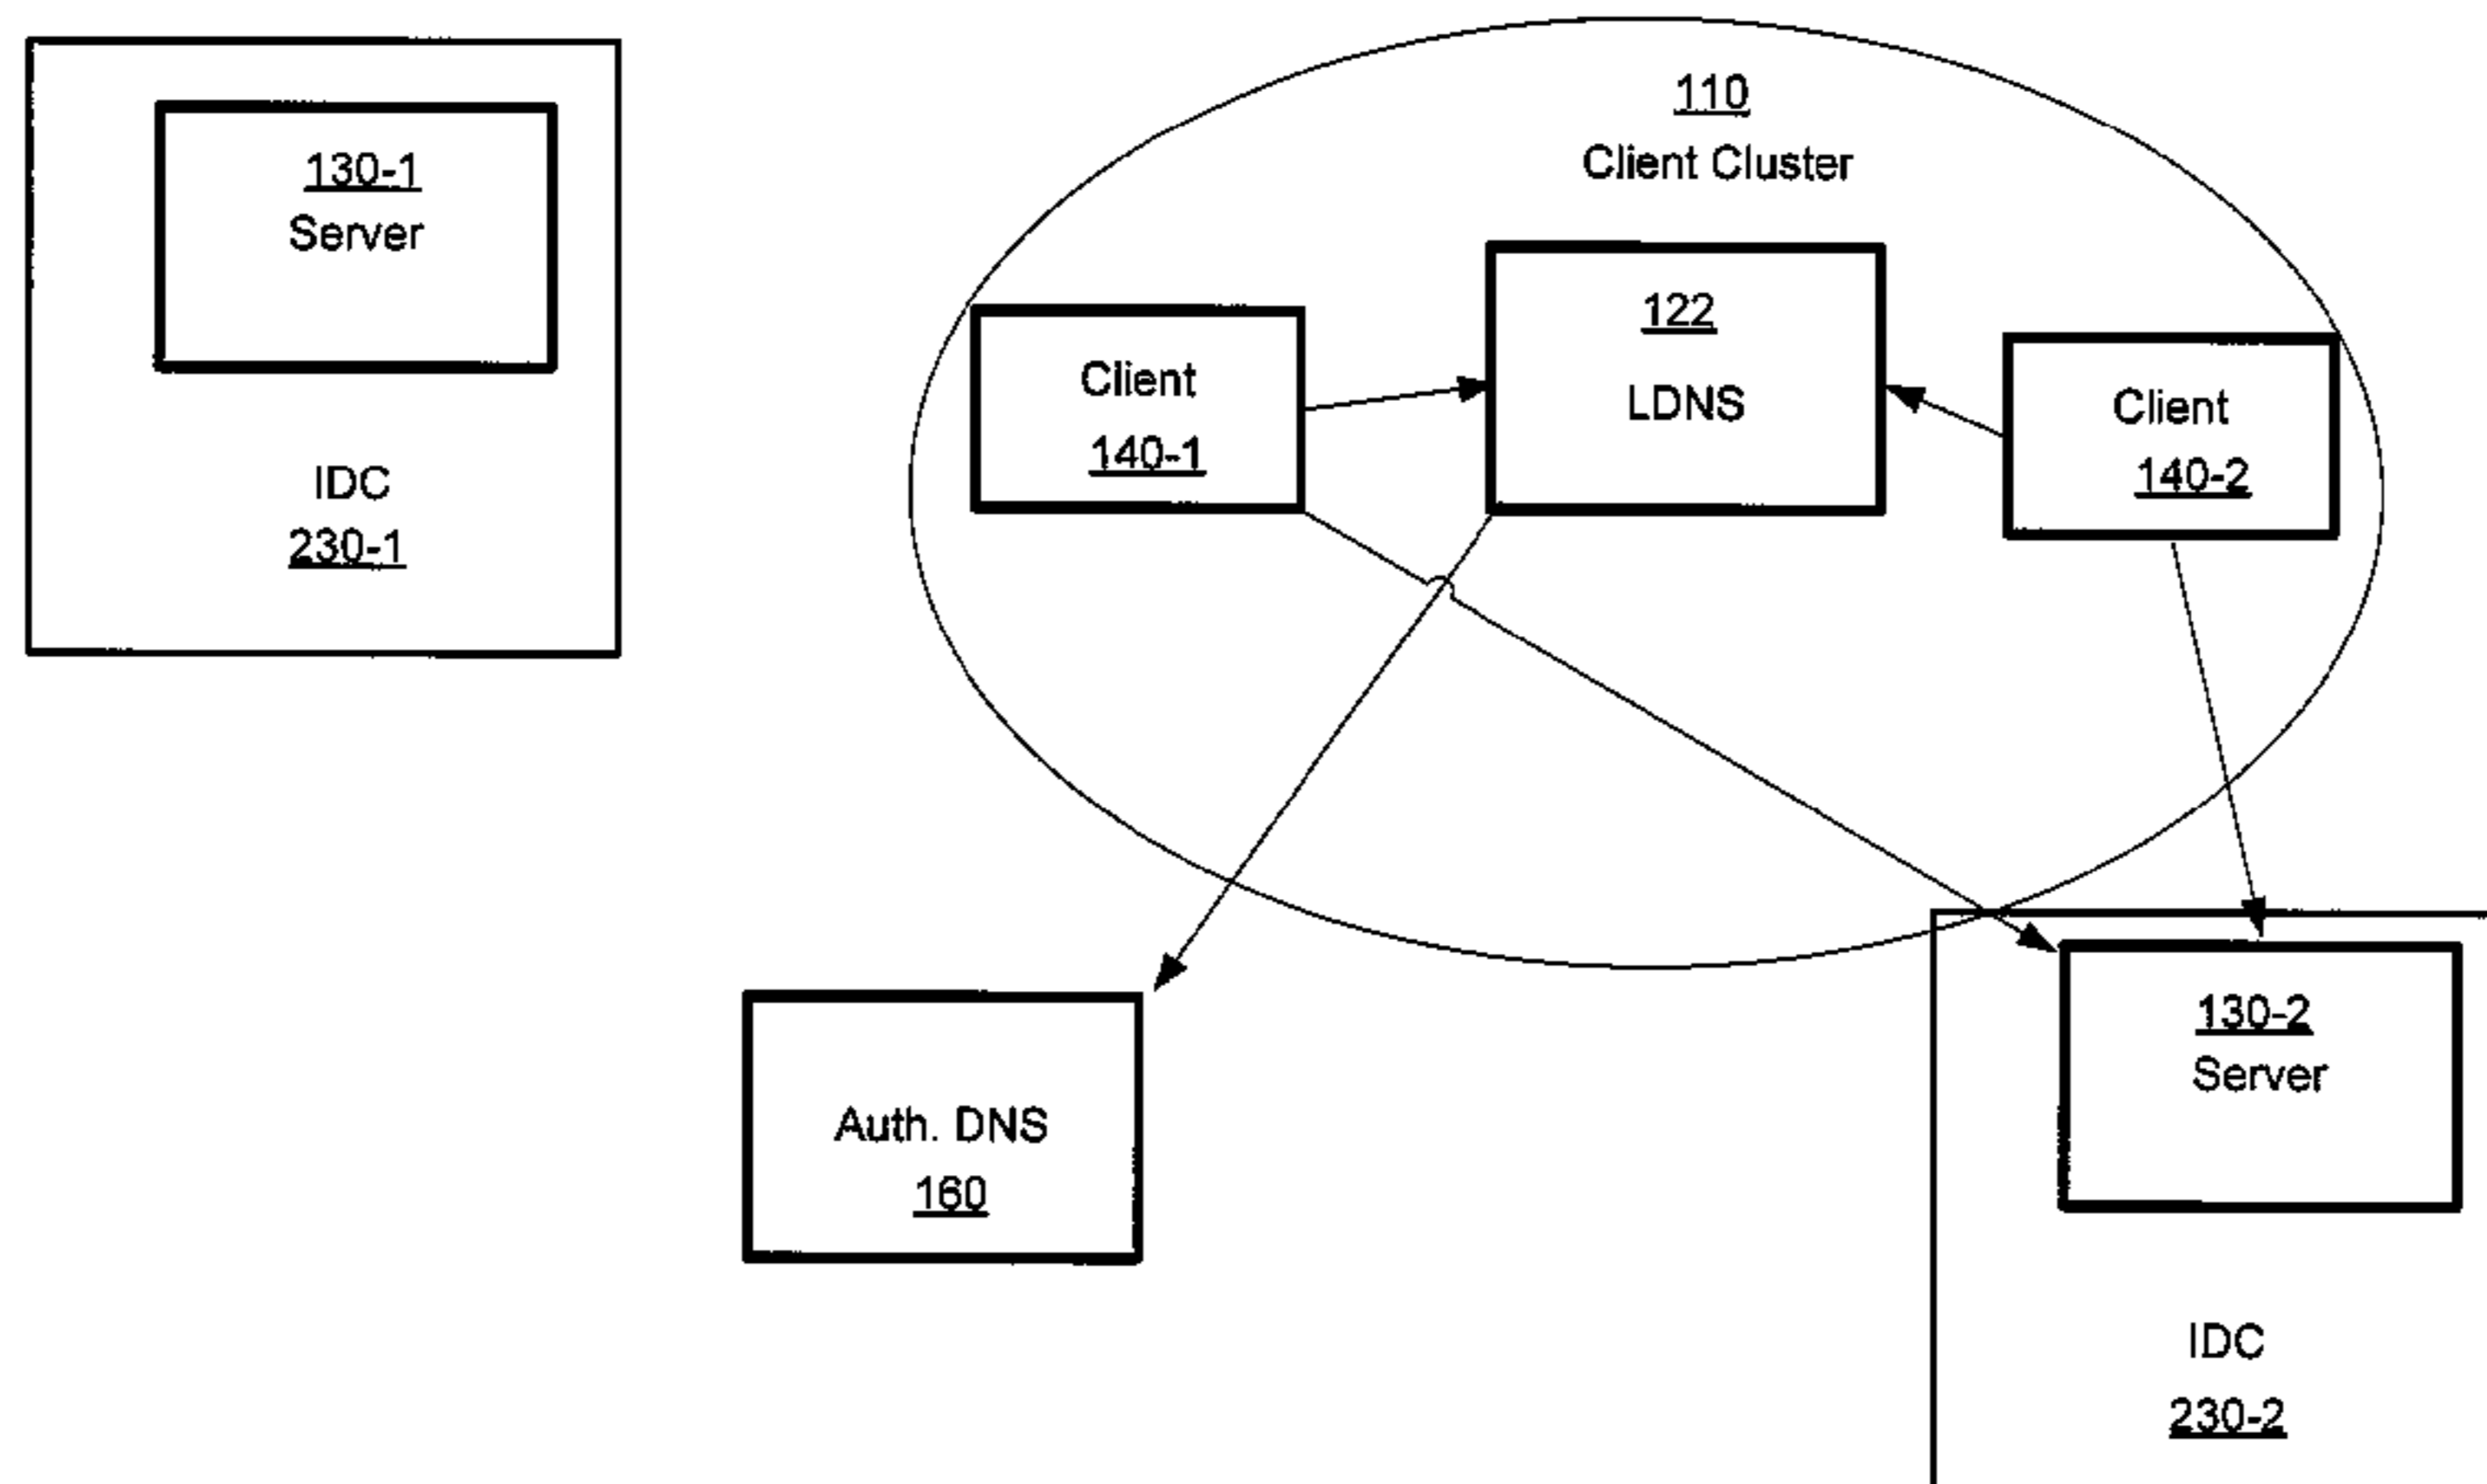 130-1
Server
IDC
230-1
110
Client Cluster
Client
140-1
122
LDNS
Client
140-2
Auth. DNS
160
130-2
Server
IDC
230-2